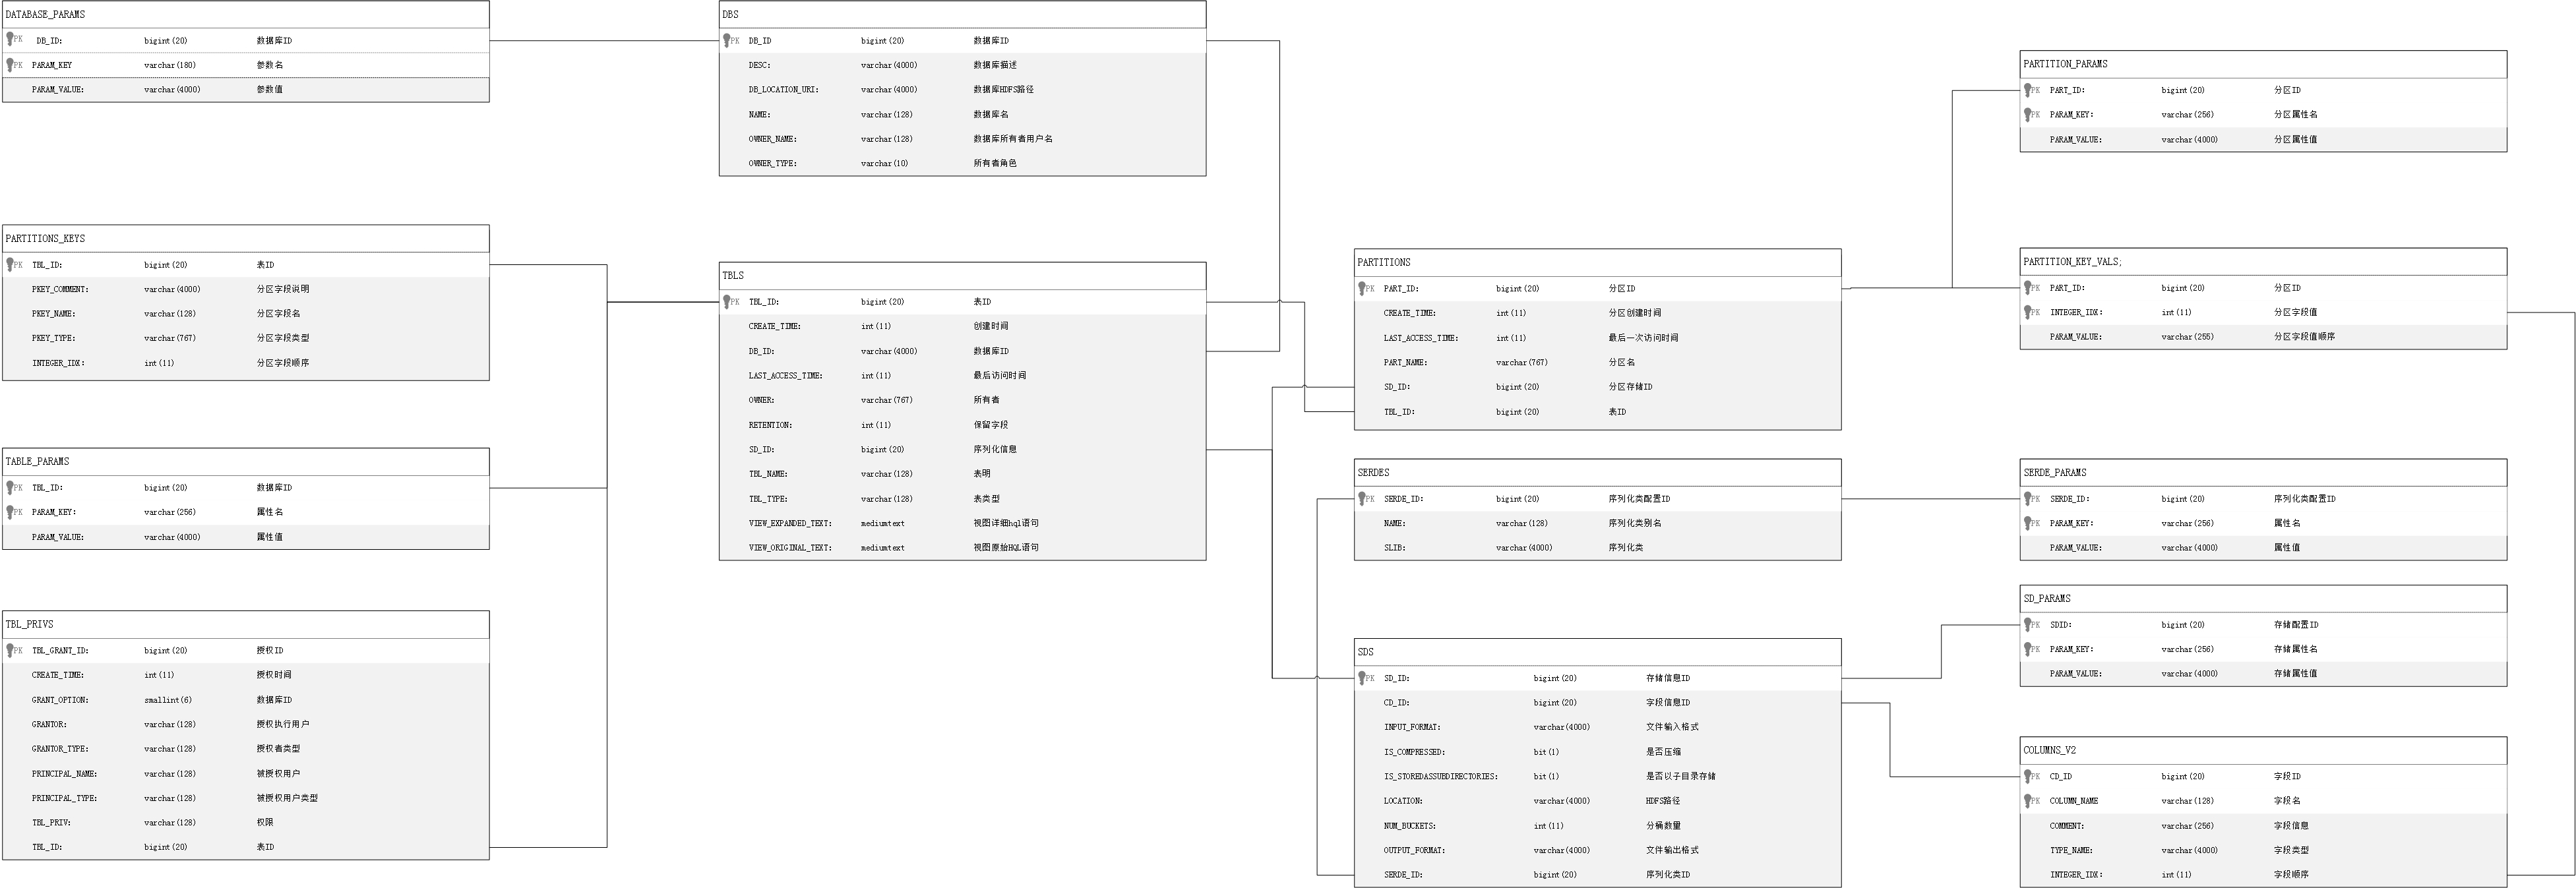 DATABASE_PARAMS
PK DB_ID: bigint(20) 数据库ID
PK PARAM_KEY varchar(180) 参数名
PARAM_VALUE: varchar(4000) 参数值
PARTITIONS_KEYS
PK TBL_ID: bigint(20) 表ID
PKEY_COMMENT: varchar(4000) 分区字段说明
PKEY_NAME: varchar(128) 分区字段名
PKEY_TYPE: varchar(767) 分区字段类型
INTEGER_IDX: int(11) 分区字段顺序
TABLE_PARAMS
PK TBL_ID: bigint(20) 数据库ID
PK PARAM_KEY: varchar(256) 属性名
PARAM_VALUE: varchar(4000) 属性值
TBL_PRIVS
PK TBL_GRANT_ID: bigint(20) 授权ID
CREATE_TIME: int(11) 授权时间
GRANT_OPTION: smallint(6) 数据库ID
GRANTOR: varchar(128) 授权执行用户
GRANTOR_TYPE: varchar(128) 授权者类型
PRINCIPAL_NAME: varchar(128) 被授权用户
PRINCIPAL_TYPE: varchar(128) 被授权用户类型
TBL_PRIV: varchar(128) 权限
TBL_ID: bigint(20) 表ID
DBS
PK DB_ID bigint(20) 数据库ID
DESC: varchar(4000) 数据库描述
DB_LOCATION_URI: varchar(4000) 数据库HDFS路径
NAME: varchar(128) 数据库名
OWNER_NAME: varchar(128) 数据库所有者用户名
OWNER_TYPE: varchar(10) 所有者角色
TBLS
PK TBL_ID: bigint(20) 表ID
CREATE_TIME: int(11) 创建时间
DB_ID: varchar(4000) 数据库ID
LAST_ACCESS_TIME: int(11) 最后访问时间
OWNER: varchar(767) 所有者
RETENTION: int(11) 保留字段
SD_ID: bigint(20) 序列化信息
TBL_NAME: varchar(128) 表明
TBL_TYPE: varchar(128) 表类型
VIEW_EXPANDED_TEXT: mediumtext 视图详细hql语句
VIEW_ORIGINAL_TEXT: mediumtext 视图原始HQL语句
PARTITIONS
PK PART_ID: bigint(20) 分区ID
CREATE_TIME: int(11) 分区创建时间
LAST_ACCESS_TIME: int(11) 最后一次访问时间
PART_NAME: varchar(767) 分区名
SD_ID: bigint(20) 分区存储ID
TBL_ID: bigint(20) 表ID
SERDES
PK SERDE_ID: bigint(20) 序列化类配置ID
NAME: varchar(128) 序列化类别名
SLIB: varchar(4000) 序列化类
SDS
PK SD_ID: bigint(20) 存储信息ID
CD_ID: bigint(20) 字段信息ID
INPUT_FORMAT: varchar(4000) 文件输入格式
IS_COMPRESSED: bit(1) 是否压缩
IS_STOREDASSUBDIRECTORIES: bit(1) 是否以子目录存储
LOCATION: varchar(4000) HDFS路径
NUM_BUCKETS: int(11) 分桶数量
OUTPUT_FORMAT: varchar(4000) 文件输出格式
SERDE_ID: bigint(20) 序列化类ID
PARTITION_PARAMS
PK PART_ID: bigint(20) 分区ID
PK PARAM_KEY: varchar(256) 分区属性名
PARAM_VALUE: varchar(4000) 分区属性值
PARTITION_KEY_VALS;
PK PART_ID: bigint(20) 分区ID
PK INTEGER_IDX: int(11) 分区字段值
PARAM_VALUE: varchar(255) 分区字段值顺序
SERDE_PARAMS
PK SERDE_ID: bigint(20) 序列化类配置ID
PK PARAM_KEY: varchar(256) 属性名
PARAM_VALUE: varchar(4000) 属性值
SD_PARAMS
PK SDID: bigint(20) 存储配置ID
PK PARAM_KEY: varchar(256) 存储属性名
PARAM_VALUE: varchar(4000) 存储属性值
COLUMNS_V2
PK CD_ID bigint(20) 字段ID
PK COLUMN_NAME varchar(128) 字段名
COMMENT: varchar(256) 字段信息
TYPE_NAME: varchar(4000) 字段类型
INTEGER_IDX: int(11) 字段顺序